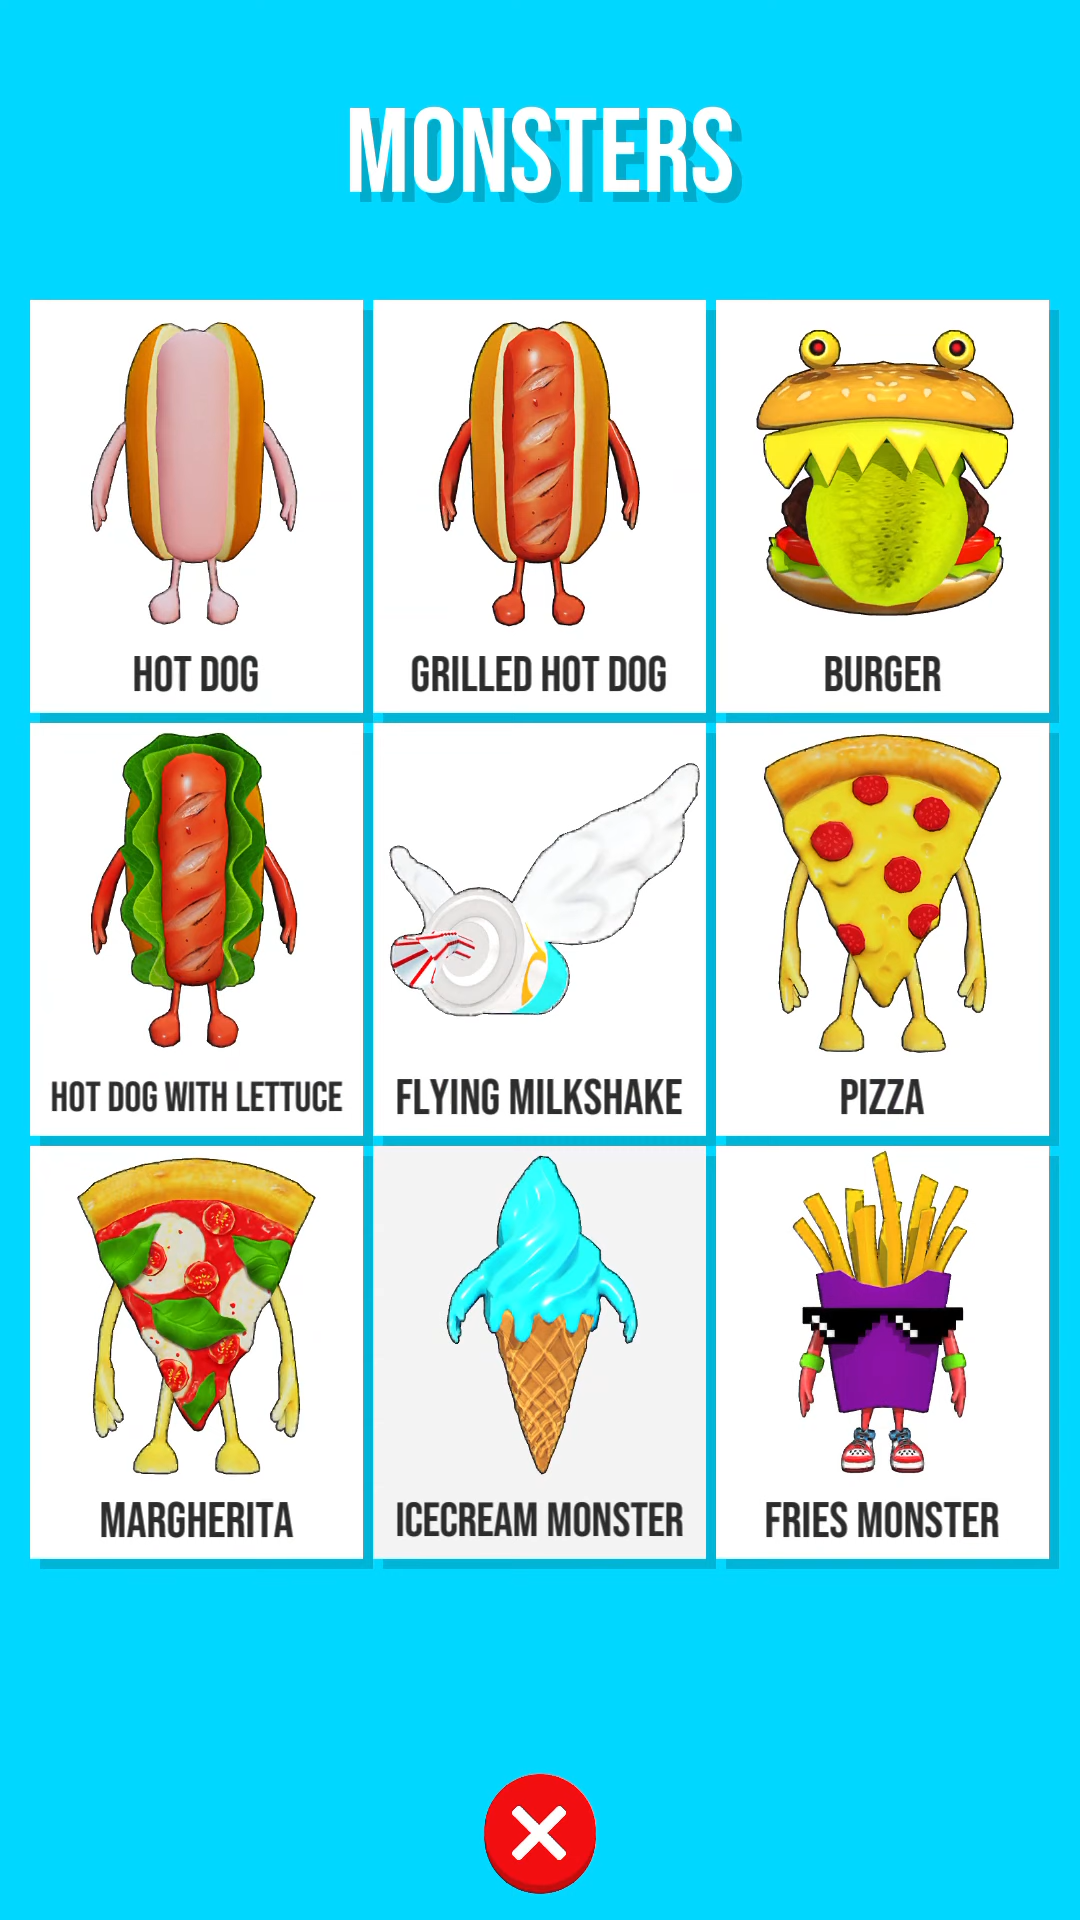 MONSTERS
HOT DOG
GRILLED HOT DOG
BURGER
HOT DOG WITH LETTUCE
FLYING MILKSHAKE
PIZZA
MARGHERITA
ICECREAM MONSTER
FRIES MONSTER